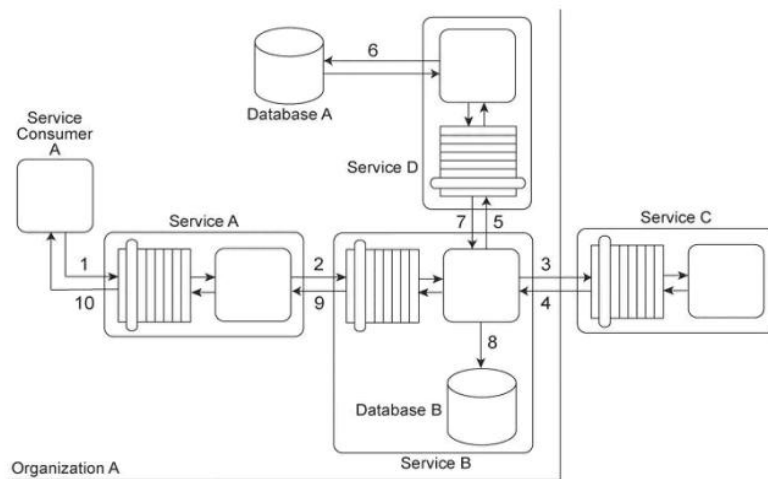 6
Database A
Service
Consumer
A
Service D
Service A
7
5
Service C
1
2
3
10
9
4
8
Database B
Organization A
Service B